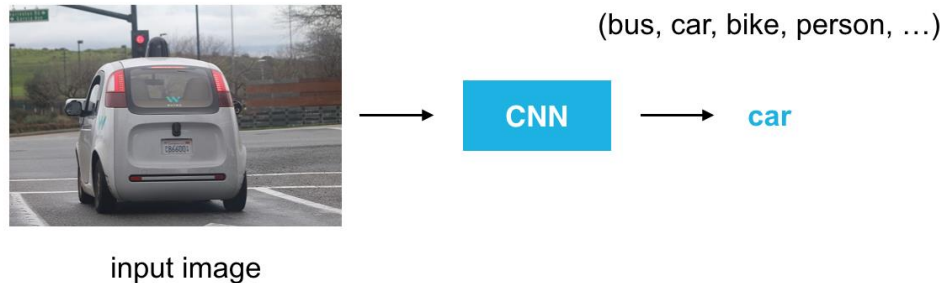 (bus, car, bike, person, …)
CNN
car
input image